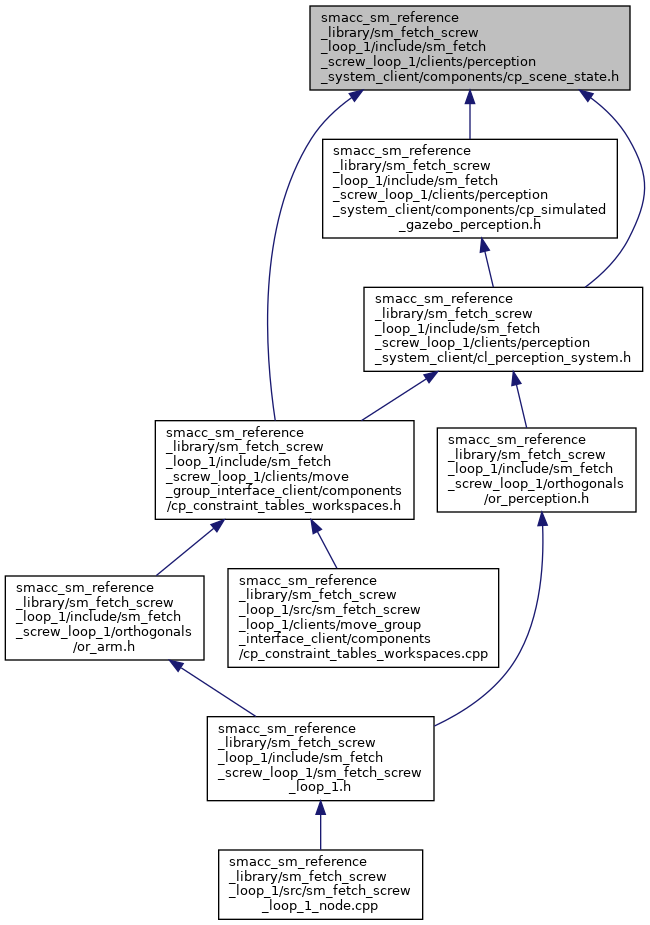 smacc_sm_reference
_library/sm_fetch_screw
_loop_1/include/sm_fetch
_screw_loop_1/clients/perception
_system_client/components/cp_scene_state.h
smacc_sm_reference
_library/sm_fetch_screw
_loop_1/include/sm_fetch
_screw_loop_1/clients/perception
_system_client/components/cp_simulated
_gazebo_perception.h
smacc_sm_reference
_library/sm_fetch_screw
_loop_1/include/sm_fetch
_screw_loop_1/clients/perception
_system_client/cl_perception_system.h
smacc_sm_reference
_library/sm_fetch_screw
_loop_1/include/sm_fetch
_screw_loop_1/clients/move
_group_interface_client/components
/cp_constraint_tables_workspaces.h
smacc_sm_reference
_library/sm_fetch_screw
_loop_1/include/sm_fetch
_screw_loop_1/orthogonals
/or_perception.h
smacc_sm_reference
_library/sm_fetch_screw
_loop_1/include/sm_fetch
_screw_loop_1/orthogonals
/or_arm.h
smacc_sm_reference
_library/sm_fetch_screw
_loop_1/src/sm_fetch_screw
_loop_1/clients/move_group
_interface_client/components
/cp_constraint_tables_workspaces.cpp
smacc_sm_reference
_library/sm_fetch_screw
_loop_1/include/sm_fetch
_screw_loop_1/sm_fetch_screw
_loop_1.h
smacc_sm_reference
_library/sm_fetch_screw
_loop_1/src/sm_fetch_screw
_loop_1_node.cpp